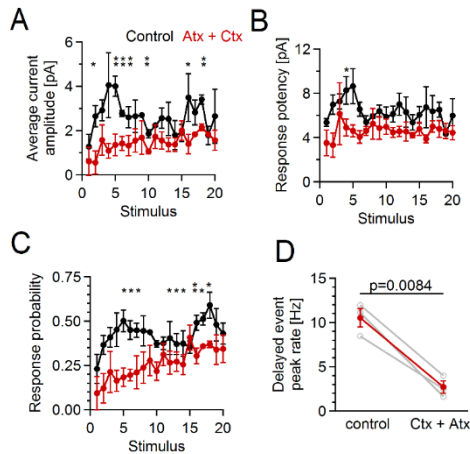 A
Control Atx + Ctx
Average current
amplitude [pA]
6
4
2
0
* ** ** ** ** * **
0 5 10 15 20
Stimulus
B
Response potency [pA]
12
8
4
0
*
0 5 10 15 20
Stimulus
C
Response probability
0.75
0.50
0.25
0.00
* * * * * * ** * **
0 5 10 15 20
Stimulus
D
Delayed event
peak rate [Hz]
15
10
5
0
p=0.0084
control Ctx + Atx